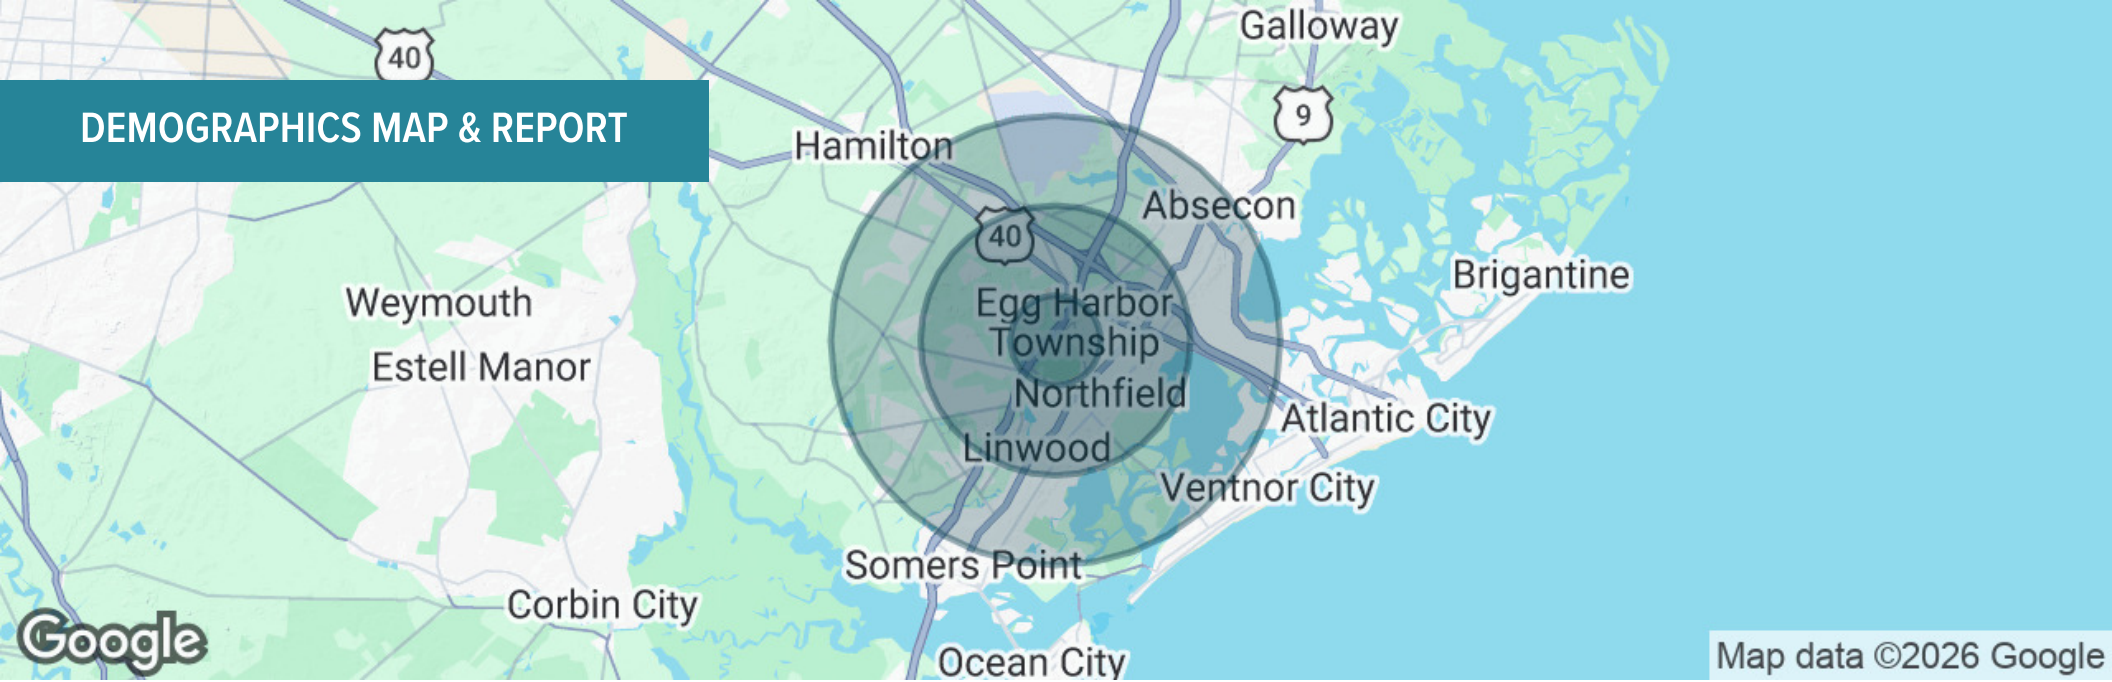 Galloway
40
9
DEMOGRAPHICS MAP & REPORT
Hamilton
Absecon
40
Brigantine
Weymouth
Egg Harbor
Township
Estell Manor
Northfield
Atlantic City
Linwood
Ventnor City
Somers Point
Corbin City
Google
Ocean City
Map data ©2026 Google